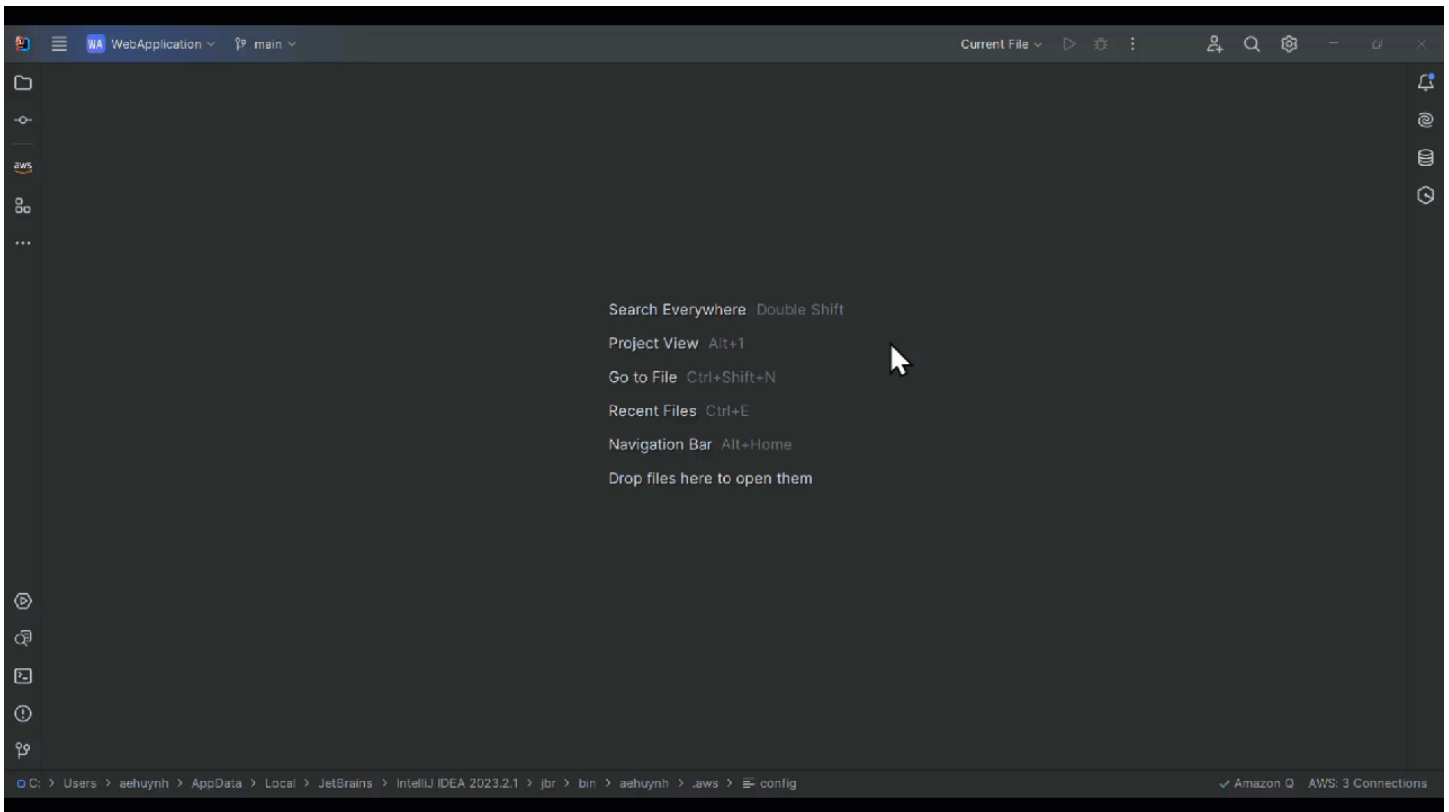 WA WebApplication main Current File
aws
Search Everywhere Double Shift
Project View Alt+1
Go to File Ctrl+Shift+N
Recent Files Ctrl+E
Navigation Bar Alt+Home
Drop files here to open them
C: > Users > aehuynh > AppData > Local > JetBrains > IntelliJ IDEA 2023.2.1 > jbr > bin > aehuynh > .aws > config Amazon Q AWS: 3 Connections